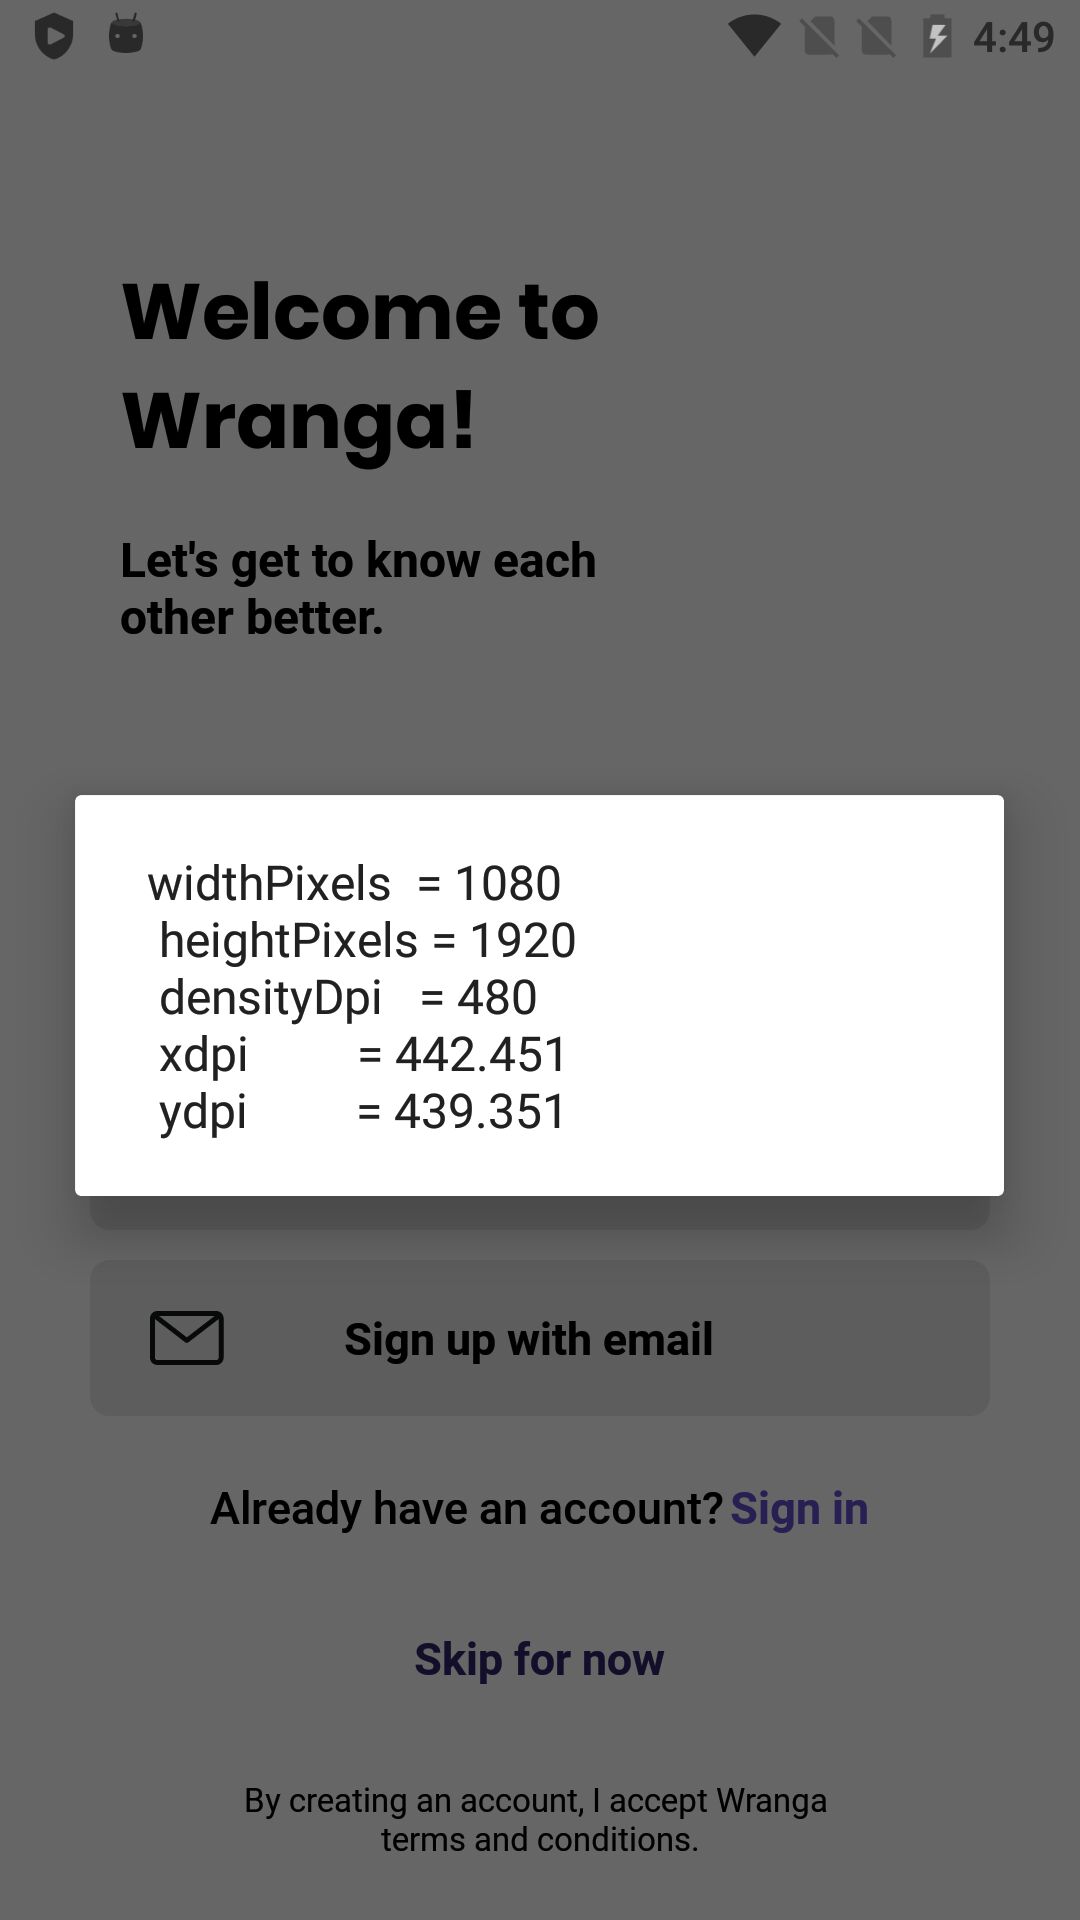 4:49
Welcome to
Wranga!
Let's get to know each
other better.
widthPixels  = 1080
heightPixels = 1920
densityDpi   = 480
xdpi         = 442.451
ydpi         = 439.351
Sign up with email
Already have an account? Sign in
Skip for now
By creating an account, I accept Wranga
terms and conditions.